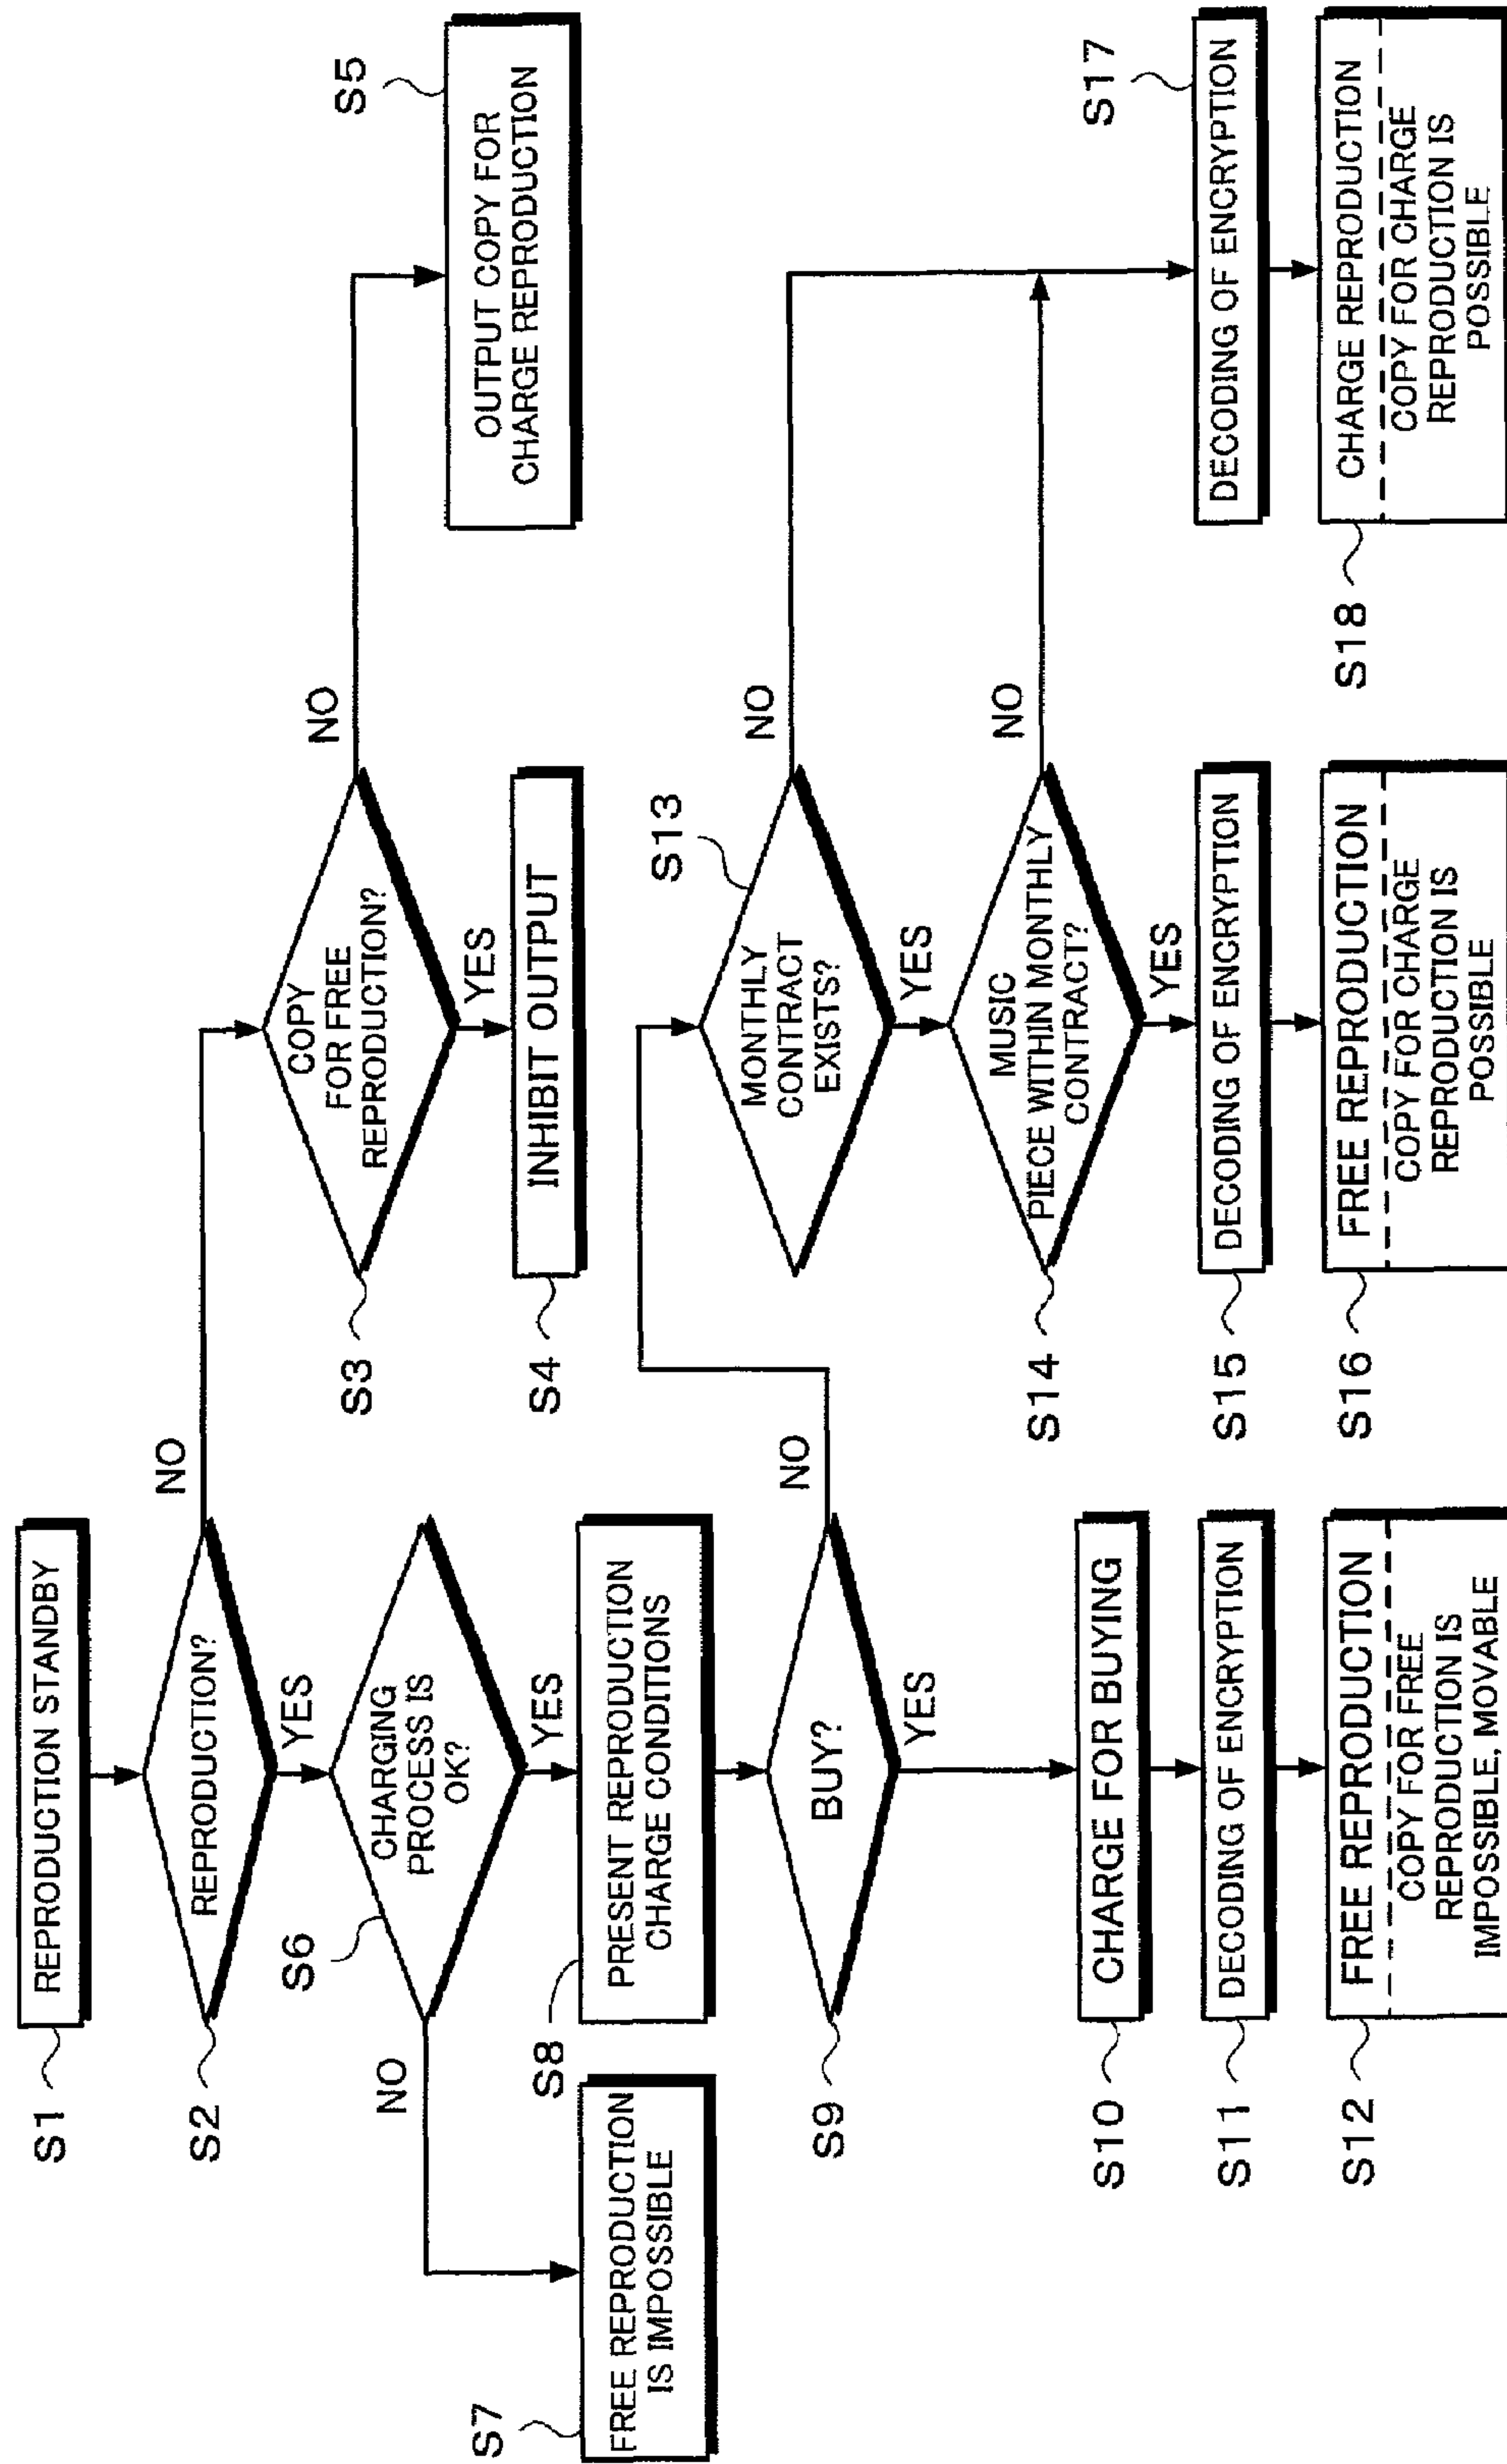 S1
REPRODUCTION STANDBY
S2
REPRODUCTION?
NO
YES
S3
COPY
FOR FREE
REPRODUCTION?
NO
YES
S4
INHIBIT OUTPUT
S5
OUTPUT COPY FOR
CHARGE REPRODUCTION
S6
CHARGING
PROCESS IS
OK?
NO
YES
S7
FREE REPRODUCTION
IS IMPOSSIBLE
S8
PRESENT REPRODUCTION
CHARGE CONDITIONS
S9
BUY?
NO
YES
S10
CHARGE FOR BUYING
S11
DECODING OF ENCRYPTION
S12
FREE REPRODUCTION
COPY FOR FREE
REPRODUCTION IS
IMPOSSIBLE, MOVABLE
S13
MONTHLY
CONTRACT
EXISTS?
NO
YES
S14
MUSIC
PIECE WITHIN MONTHLY
CONTRACT?
NO
YES
S15
DECODING OF ENCRYPTION
S16
FREE REPRODUCTION
COPY FOR CHARGE
REPRODUCTION IS
POSSIBLE
S17
DECODING OF ENCRYPTION
S18
CHARGE REPRODUCTION
COPY FOR CHARGE
REPRODUCTION IS
POSSIBLE